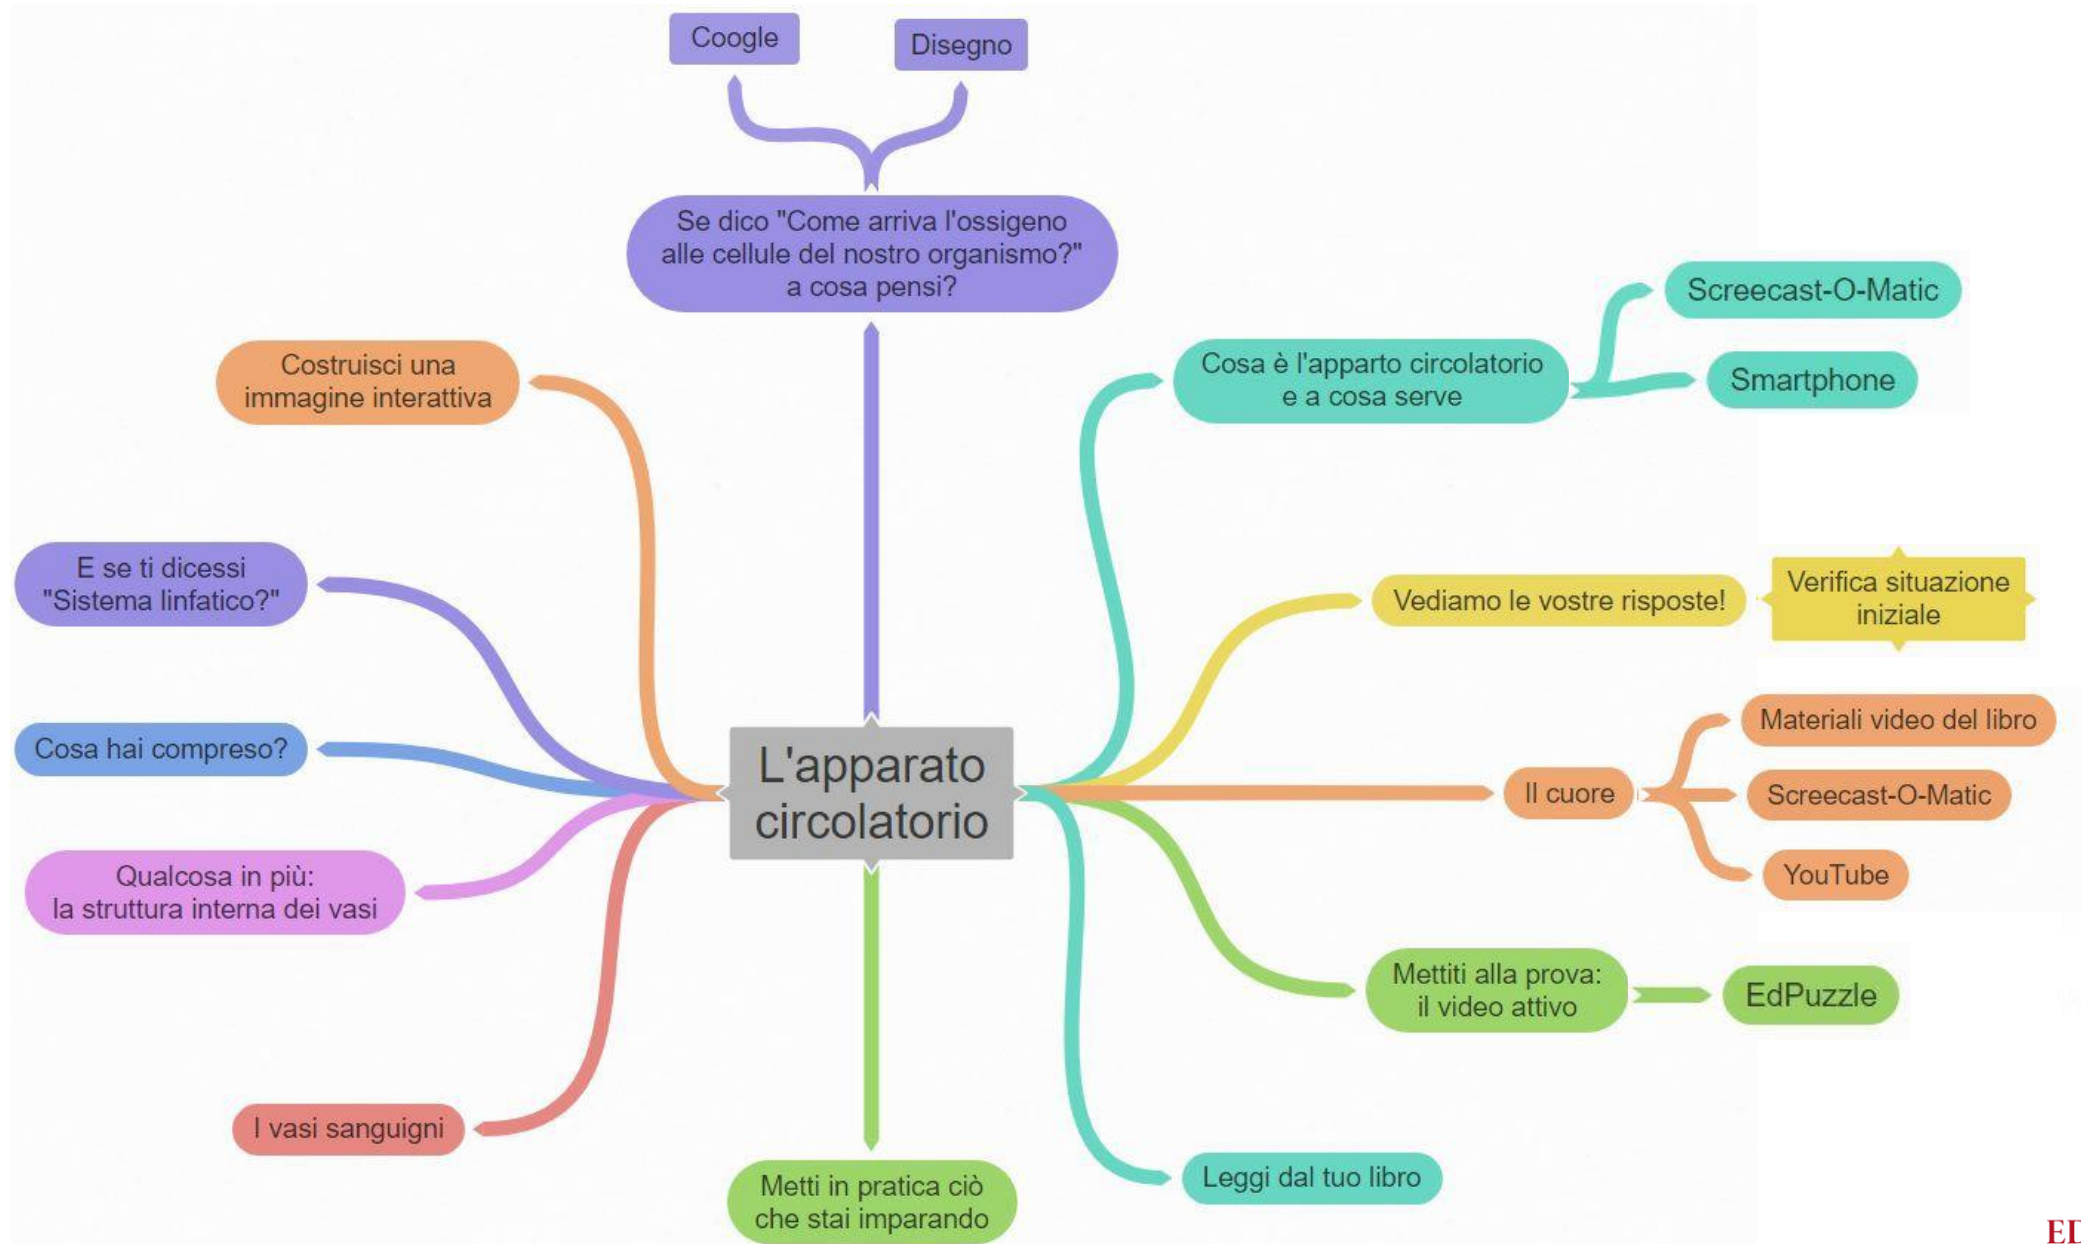 Coogle
Disegno
Se dico "Come arriva l'ossigeno
alle cellule del nostro organismo?"
a cosa pensi?
Screecast-O-Matic
Cosa è l'apparto circolatorio
e a cosa serve
Smartphone
Costruisci una
immagine interattiva
E se ti dicessi
"Sistema linfatico?"
Vediamo le vostre risposte!
Verifica situazione
iniziale
Cosa hai compreso?
L'apparato
circolatorio
Materiali video del libro
Il cuore
Screecast-O-Matic
YouTube
Qualcosa in più:
la struttura interna dei vasi
Mettiti alla prova:
il video attivo
EdPuzzle
I vasi sanguigni
Metti in pratica ciò
che stai imparando
Leggi dal tuo libro